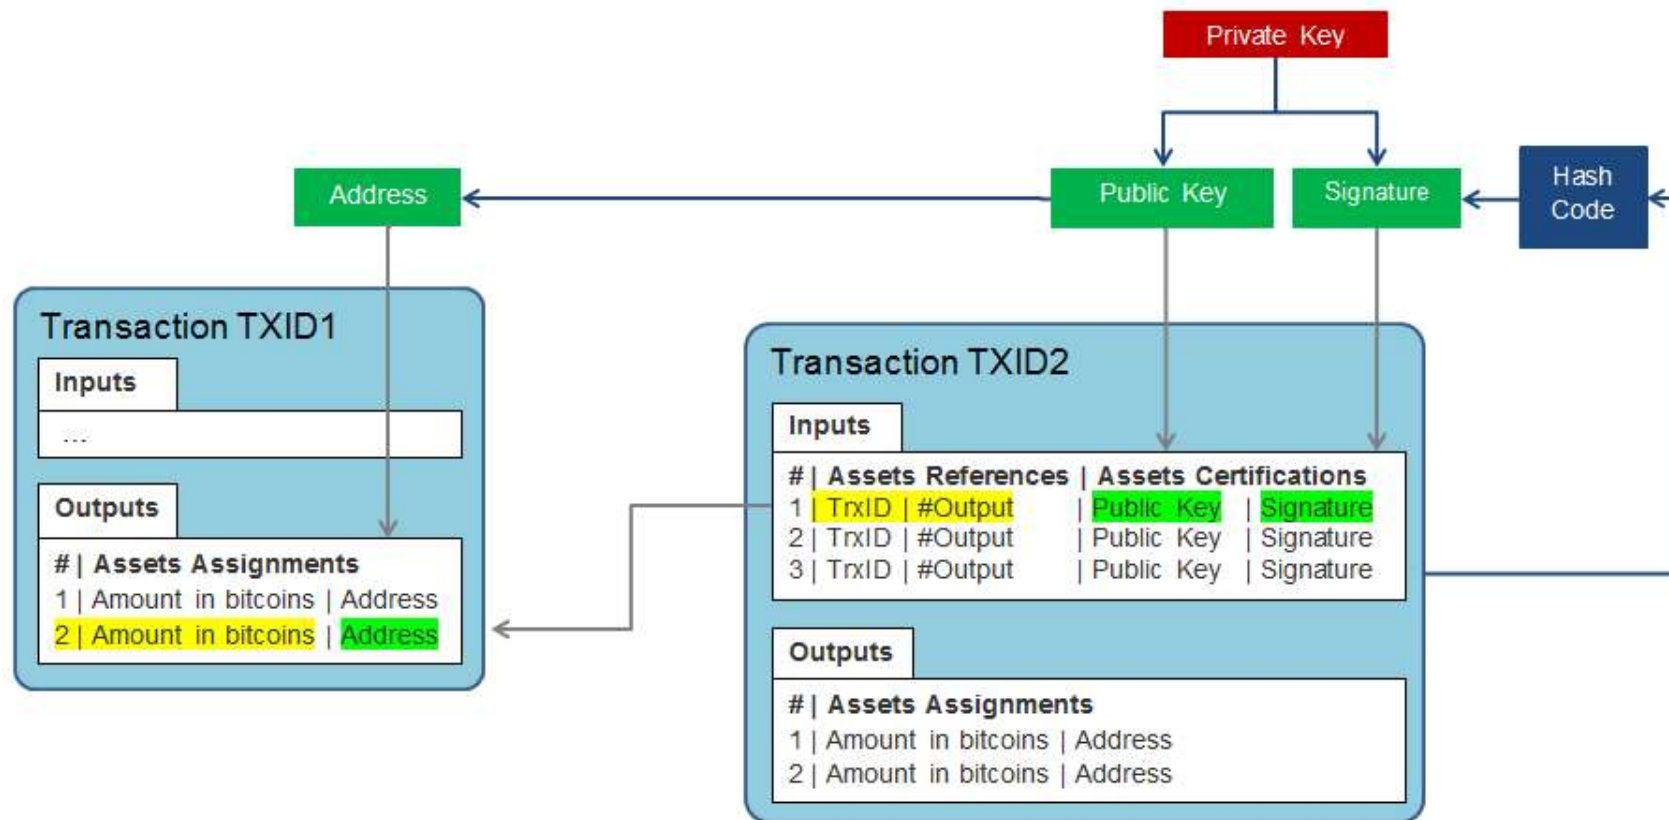 Private Key
Address
Public Key
Signature
Hash
Code
Transaction TXID1
Inputs
...
Outputs
# | Assets Assignments
1 | Amount in bitcoins | Address
2 | Amount in bitcoins | Address
Transaction TXID2
Inputs
# | Assets References | Assets Certifications
1 | TrxID | #Output | Public Key | Signature
2 | TrxID | #Output | Public Key | Signature
3 | TrxID | #Output | Public Key | Signature
Outputs
# | Assets Assignments
1 | Amount in bitcoins | Address
2 | Amount in bitcoins | Address